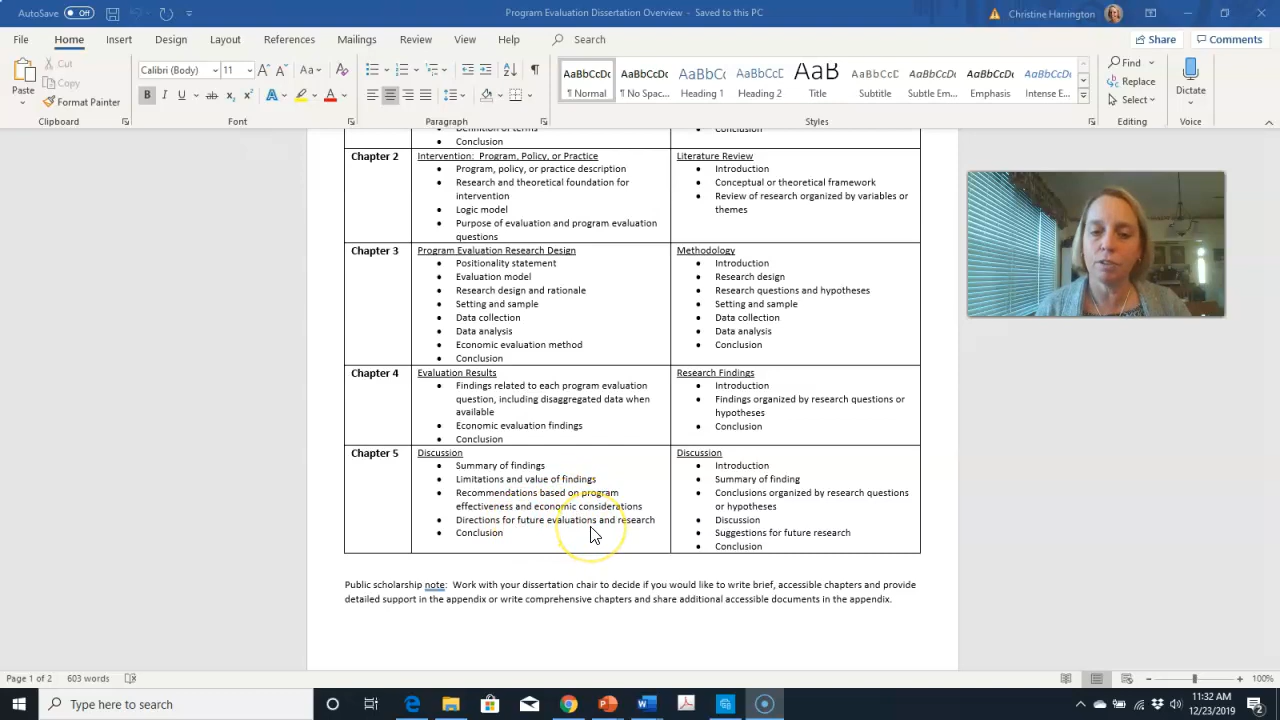 AutoSave Off
Program Evaluation Dissertation Overview - Saved to this PC
Christine Harrington
File Home Insert Design Layout References Mailings Review View Help Search
Share Comments
Paste
Cut
Copy
Format Painter
Clipboard
Calibri (Body) 11
Font
Paragraph
AaBbCcDc AaBbCcDc AaBbCc AaBbCcD AaB AaBbCcD AaBbCcDc AaBbCcDc AaBbCcDc
¶ Normal ¶ No Spac... Heading 1 Heading 2 Title Subtitle Subtle Em... Emphasis Intense E...
Styles
Find
Replace
Select
Editing
Dictate
Voice
Definition of terms
Conclusion
Conclusion
Chapter 2
Intervention: Program, Policy, or Practice
• Program, policy, or practice description
• Research and theoretical foundation for
intervention
• Logic model
• Purpose of evaluation and program evaluation
questions
Literature Review
• Introduction
• Conceptual or theoretical framework
• Review of research organized by variables or
themes
Chapter 3
Program Evaluation Research Design
• Positionality statement
• Evaluation model
• Research design and rationale
• Setting and sample
• Data collection
• Data analysis
• Economic evaluation method
• Conclusion
Methodology
• Introduction
• Research design
• Research questions and hypotheses
• Setting and sample
• Data collection
• Data analysis
• Conclusion
Chapter 4
Evaluation Results
• Findings related to each program evaluation
question, including disaggregated data when
available
• Economic evaluation findings
• Conclusion
Research Findings
• Introduction
• Findings organized by research questions or
hypotheses
• Conclusion
Chapter 5
Discussion
• Summary of findings
• Limitations and value of findings
• Recommendations based on program
effectiveness and economic considerations
• Directions for future evaluations and research
• Conclusion
Discussion
• Introduction
• Summary of finding
• Conclusions organized by research questions
or hypotheses
• Discussion
• Suggestions for future research
• Conclusion
Public scholarship note: Work with your dissertation chair to decide if you would like to write brief, accessible chapters and provide
detailed support in the appendix or write comprehensive chapters and share additional accessible documents in the appendix.
Page 1 of 2 603 words
100%
Type here to search
11:32 AM
12/23/2019
2